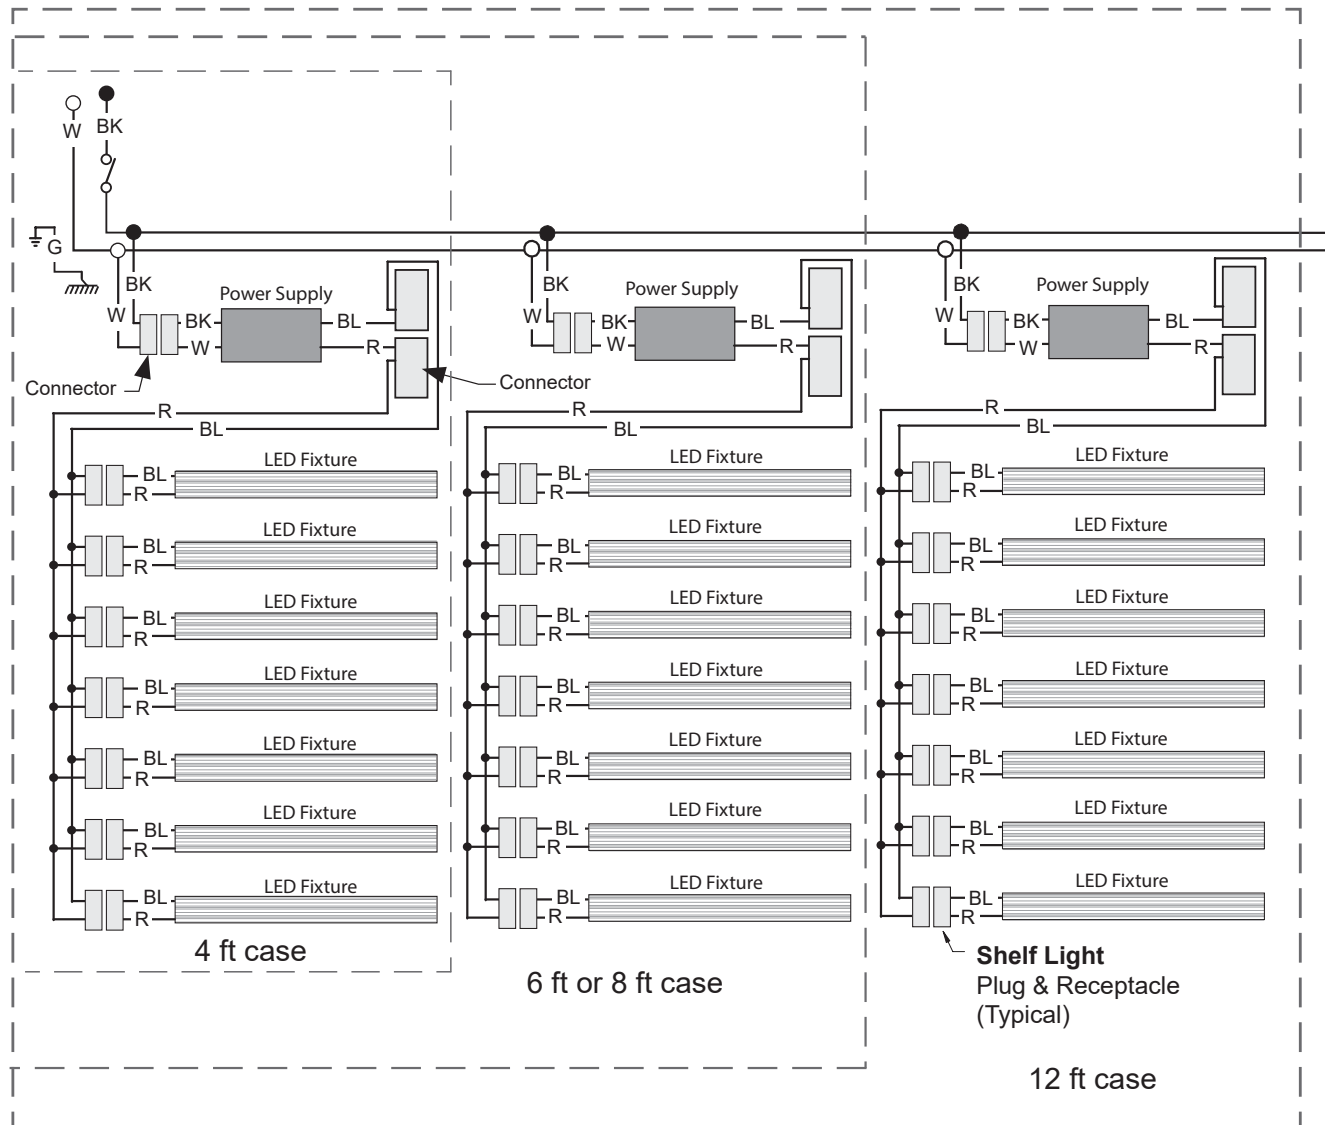 W
BK
G
BK
W
BK
W
Power Supply
BL
R
Connector
Connector
R
BL
LED Fixture
BL
R
LED Fixture
BL
R
LED Fixture
BL
R
LED Fixture
BL
R
LED Fixture
BL
R
LED Fixture
BL
R
LED Fixture
BL
R
4 ft case
BK
W
BK
W
Power Supply
BL
R
R
BL
LED Fixture
BL
R
LED Fixture
BL
R
LED Fixture
BL
R
LED Fixture
BL
R
LED Fixture
BL
R
LED Fixture
BL
R
LED Fixture
BL
R
6 ft or 8 ft case
BK
W
BK
W
Power Supply
BL
R
R
BL
LED Fixture
BL
R
LED Fixture
BL
R
LED Fixture
BL
R
LED Fixture
BL
R
LED Fixture
BL
R
LED Fixture
BL
R
LED Fixture
BL
R
Shelf Light
Plug & Receptacle
(Typical)
12 ft case